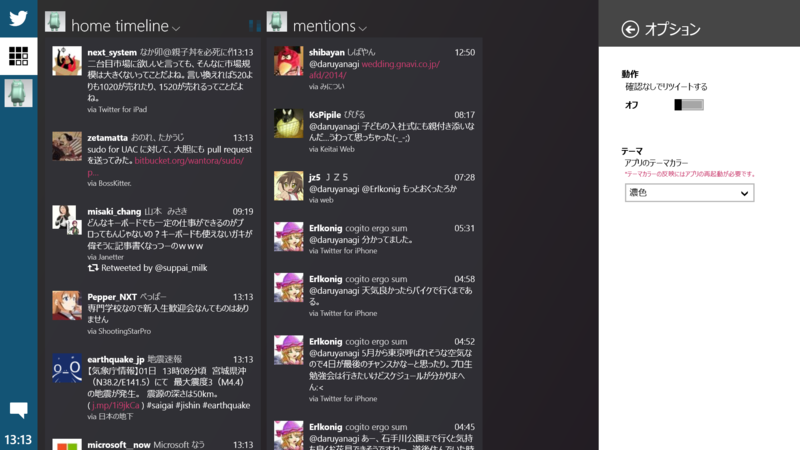 home timeline
next_system なか卯@親子丼を必死に作 13:13
二台目市場に欲しいと言っても、そんなに市場規
模は大きくないってことだよね。言い換えれば520より
も1020が売れたり、1520が売れるってことだよ
ね。
via Twitter for iPad
zetamatta おのれ、たかうじ 13:13
sudo for UAC に対して、大胆にも pull request
を送ってみた。bitbucket.org/wantora/sudo/
p…
via BossKitter.
misaki_chang 山本 みさき 09:19
どんなキーボードでも一定の仕事ができるのがプ
ロってもんじゃないの？キーボードも使えないガキが
偉そうに記事書くなっつーのｗｗｗ
via Janetter
Retweeted by @suppai_milk
Pepper_NXT ぺっぱー 13:13
専門学校なので新入生歓迎会なんてものはあり
ません
via ShootingStarPro
earthquake_jp 地震速報 13:13
【気象庁情報】01日 13時08分頃 宮城県沖
（N38.2/E141.5）にて 最大震度3（M4.4）
の地震が発生。 震源の深さは50km。
( j.mp/1i9jkCa ) #saigai #jishin #earthquake
via 日本の地下
microsoft_now Microsoft なう 13:13
13:13
mentions
shibayan しばやん 12:50
@daruyanagi wedding.gnavi.co.jp/
afd/2014/
via みについ
KsPipile ぴぴる 08:17
@daruyanagi 子どもの入社式にも親付き添いな
んだ…うわって思っちゃった(-_-;)
via Keitai Web
jz5 ＪＺ５ 07:28
@daruyanagi @Erlkonig もっとおくったろか
via web
Erlkonig cogito ergo sum 05:31
@daruyanagi 分かってました。
via Twitter for iPhone
Erlkonig cogito ergo sum 04:58
@daruyanagi 天気良かったらバイクで行くまであ
る。
via Twitter for iPhone
Erlkonig cogito ergo sum 04:52
@daruyanagi 5月から東京呼ばれそうな空気な
ので4日が最後のチャンスかなーと思ったり。プロ生
勉強会は行きたいけどスケジュールが分かりまへ
ん:<
via Twitter for iPhone
Erlkonig cogito ergo sum 04:45
@daruyanagi あー、石手川公園まで行くと気持
オプション
動作
確認なしでリツイートする
オフ
テーマ
アプリのテーマカラー
*テーマカラーの反映にはアプリの再起動が必要です。
濃色